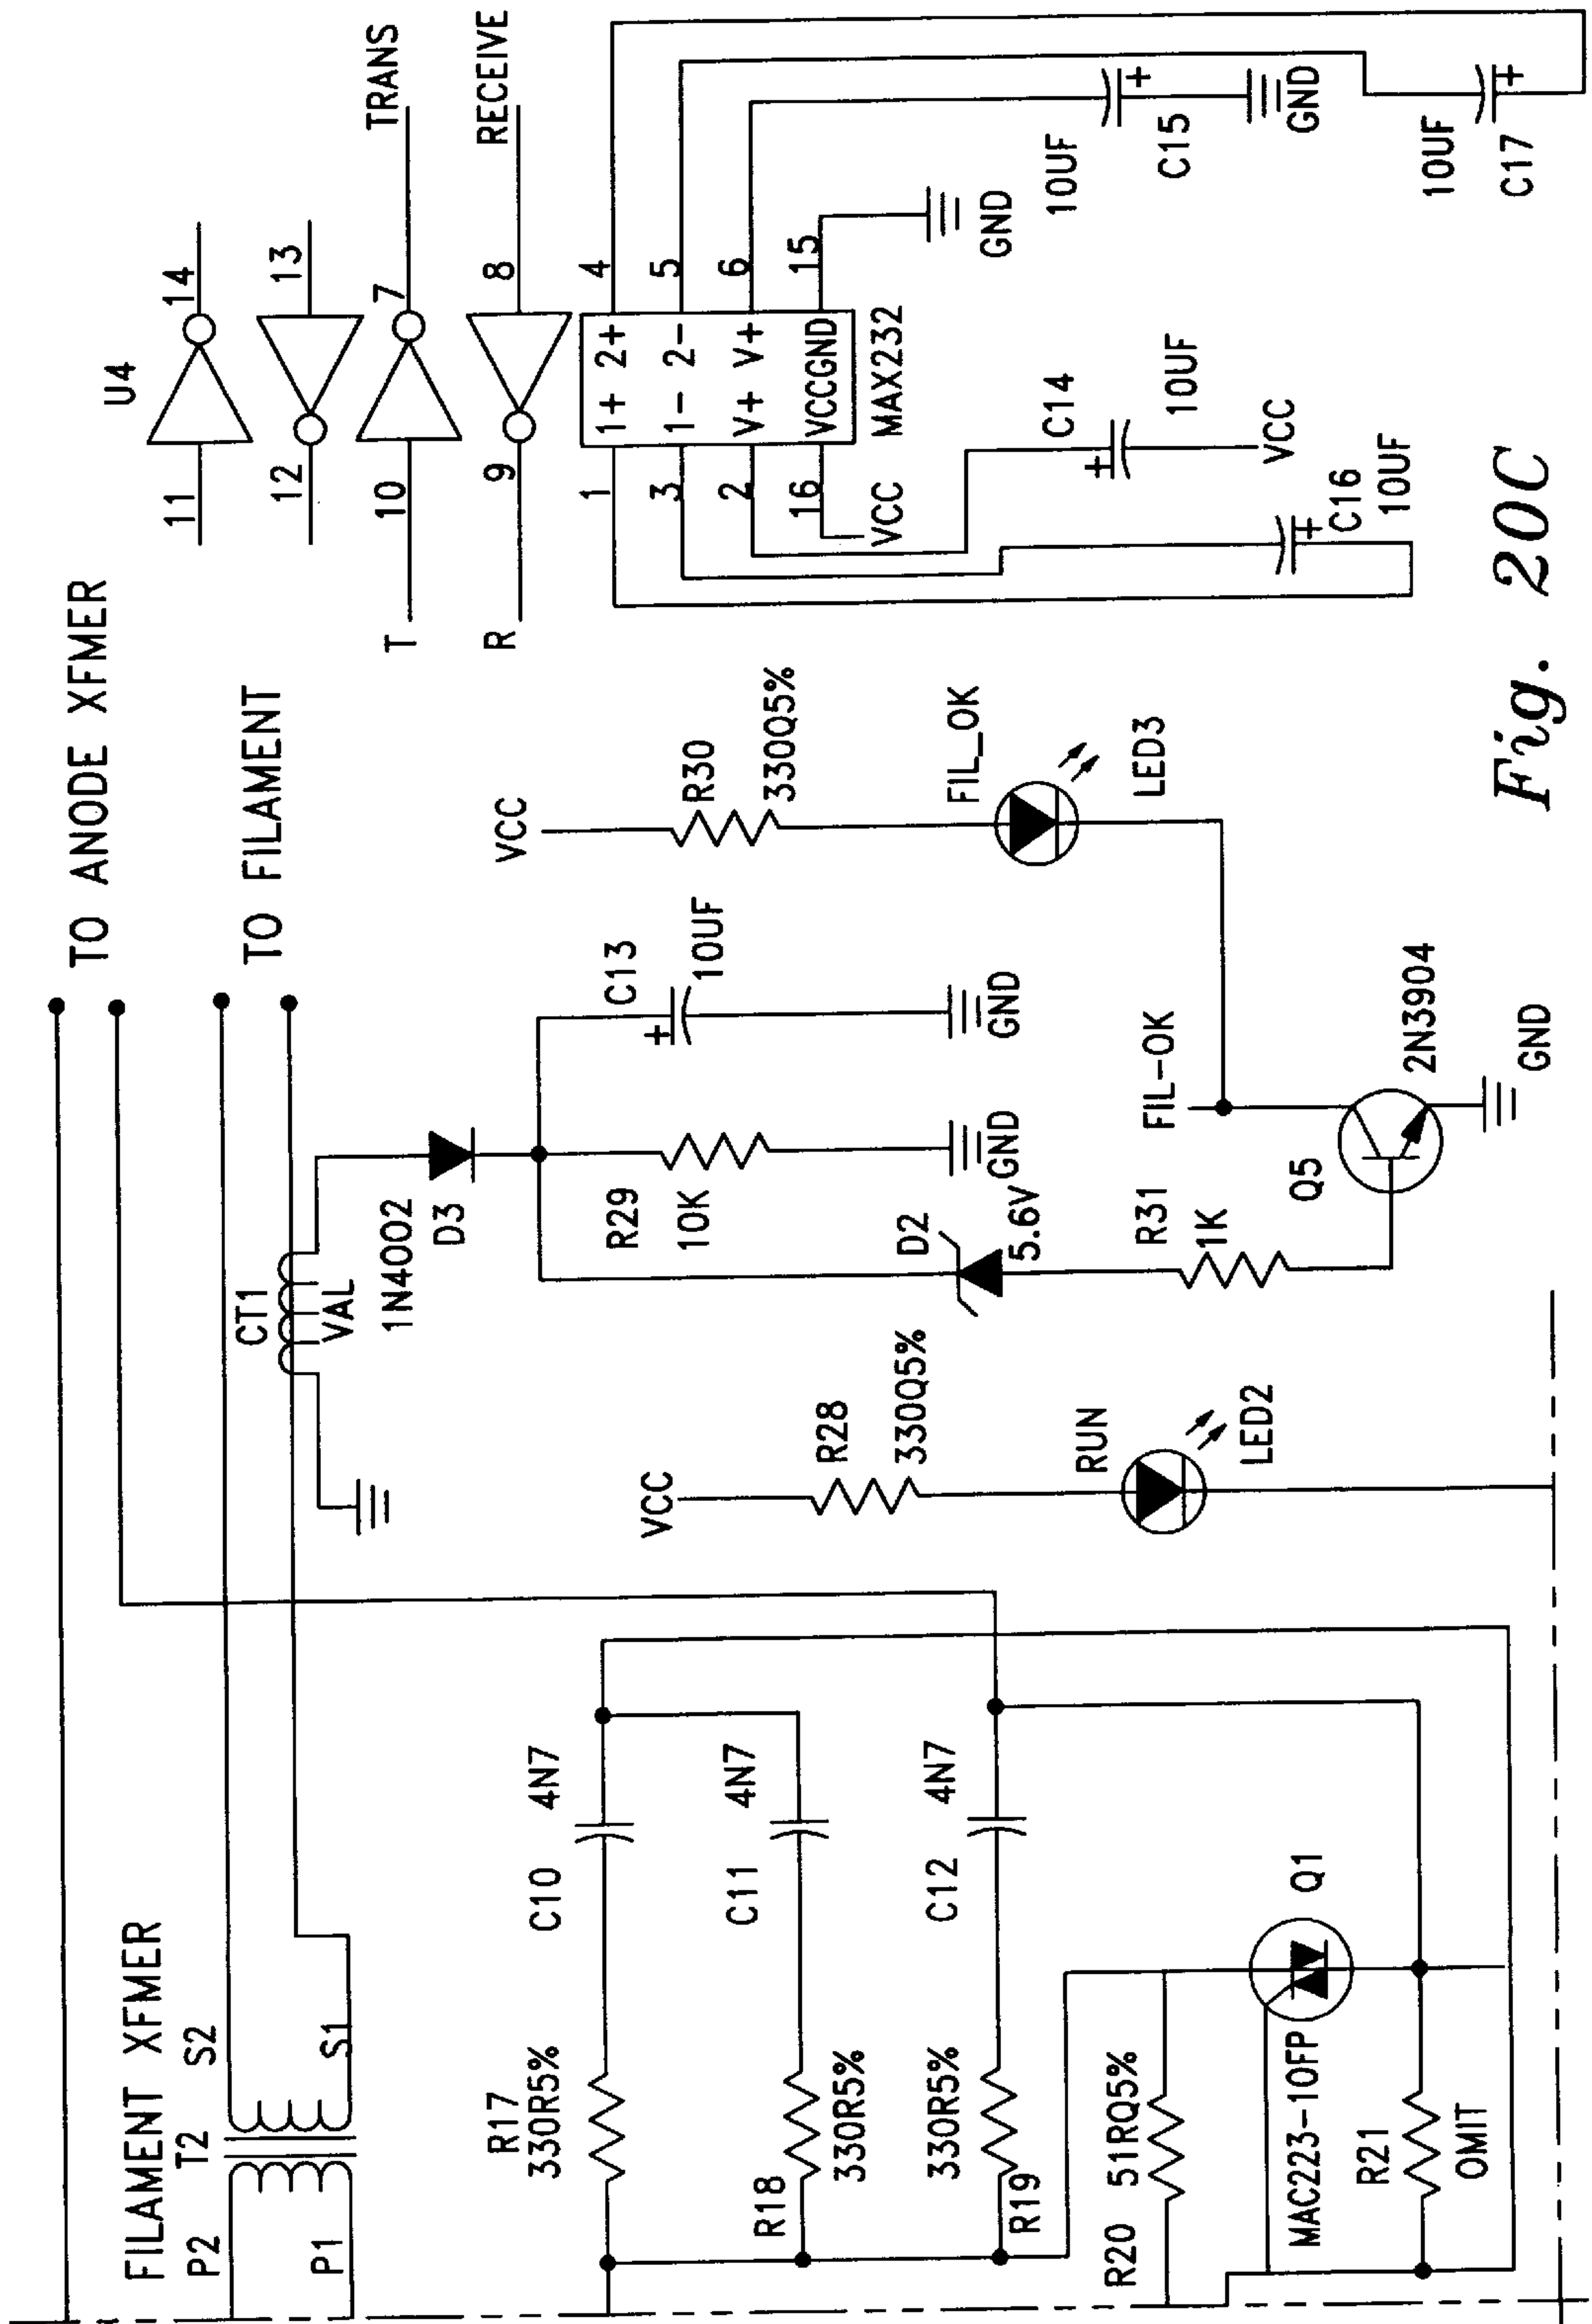 TO ANODE XFMER
TO FILAMENT
FILAMENT XFMER
P2 T2 S2
P1 S1
CT1
VAL
1N4002
D3
C13
10UF
GND
R29
10K
GND
D2
5.6V
R31
1K
FIL-OK
Q5
2N3904
GND
VCC
R30
330Q5%
FIL_OK
LED3
VCC
R28
330Q5%
RUN
LED2
R17
330R5%
C10 4N7
R18
330R5%
C11 4N7
330R5%
R19
C12 4N7
R20 51RQ5%
MAC223-10FP
Q1
R21
OMIT
U4
11 14
12 13
T 10 7 TRANS
R 9 8 RECEIVE
1 1+ 2+ 4
3 1- 2- 5
2 V+ V+ 6
16 VCCGND 15
MAX232
VCC
GND
C14
10UF
VCC
C16
10UF
10UF
C15
GND
10UF
C17
Fig. 20C